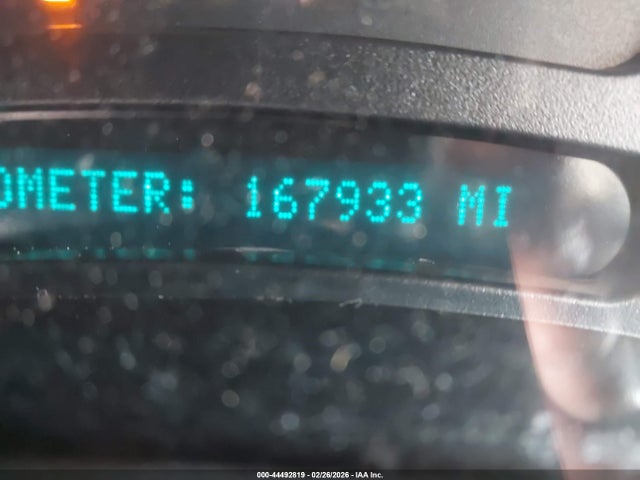 OMETER: 167933 MI
000-44492819 - 02/26/2026 - IAA Inc.